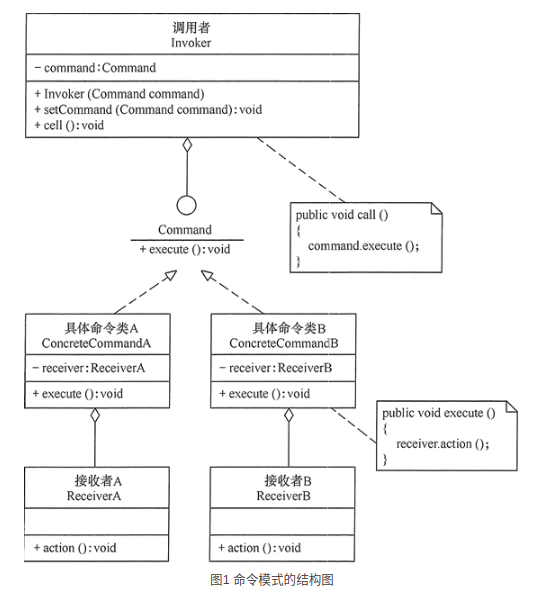 调用者
Invoker
- command:Command
+ Invoker (Command command)
+ setCommand (Command command):void
+ cell ():void
Command
+ execute ():void
public void call ()
{
command.execute ();
}
具体命令类A
ConcreteCommandA
- receiver:ReceiverA
+ execute ():void
具体命令类B
ConcreteCommandB
- receiver:ReceiverB
+ execute ():void
public void execute ()
{
receiver.action ();
}
接收者A
ReceiverA
+ action ():void
接收者B
ReceiverB
+ action ():void
图1 命令模式的结构图